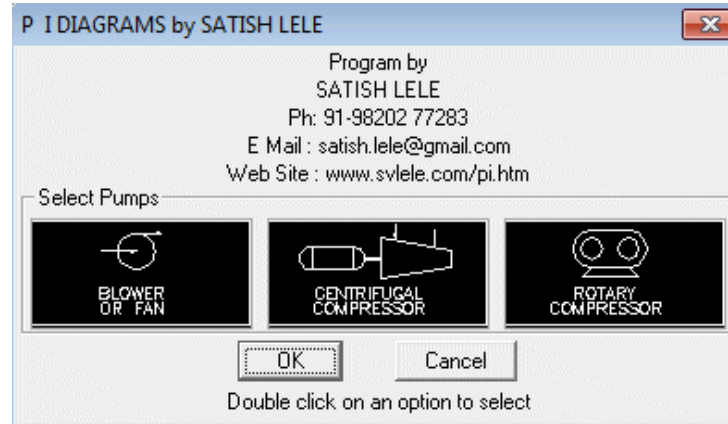 P I DIAGRAMS by SATISH LELE
Program by
SATISH LELE
Ph: 91-98202 77283
E Mail : satish.lele@gmail.com
Web Site : www.svlele.com/pi.htm
Select Pumps
BLOWER
OR FAN
CENTRIFUGAL
COMPRESSOR
ROTARY
COMPRESSOR
OK
Cancel
Double click on an option to select